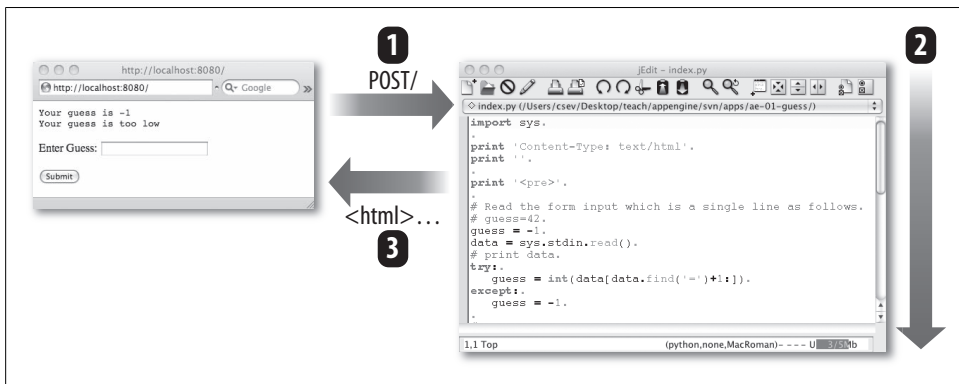 1
POST/
2
http://localhost:8080/
http://localhost:8080/
Google
Your guess is -1
Your guess is too low
Enter Guess:
Submit
<html>...
3
jEdit - index.py
index.py (/Users/csev/Desktop/teach/appengine/svn/apps/ae-01-guess/)
import sys.
.
print 'Content-Type: text/html'.
print ''.
.
print '<pre>'.
.
# Read the form input which is a single line as follows.
# guess=42.
guess = -1.
data = sys.stdin.read().
# print data.
try:.
guess = int(data[data.find('=')+1:]).
except:.
guess = -1.
.
1,1 Top
(python,none,MacRoman)- - - - U